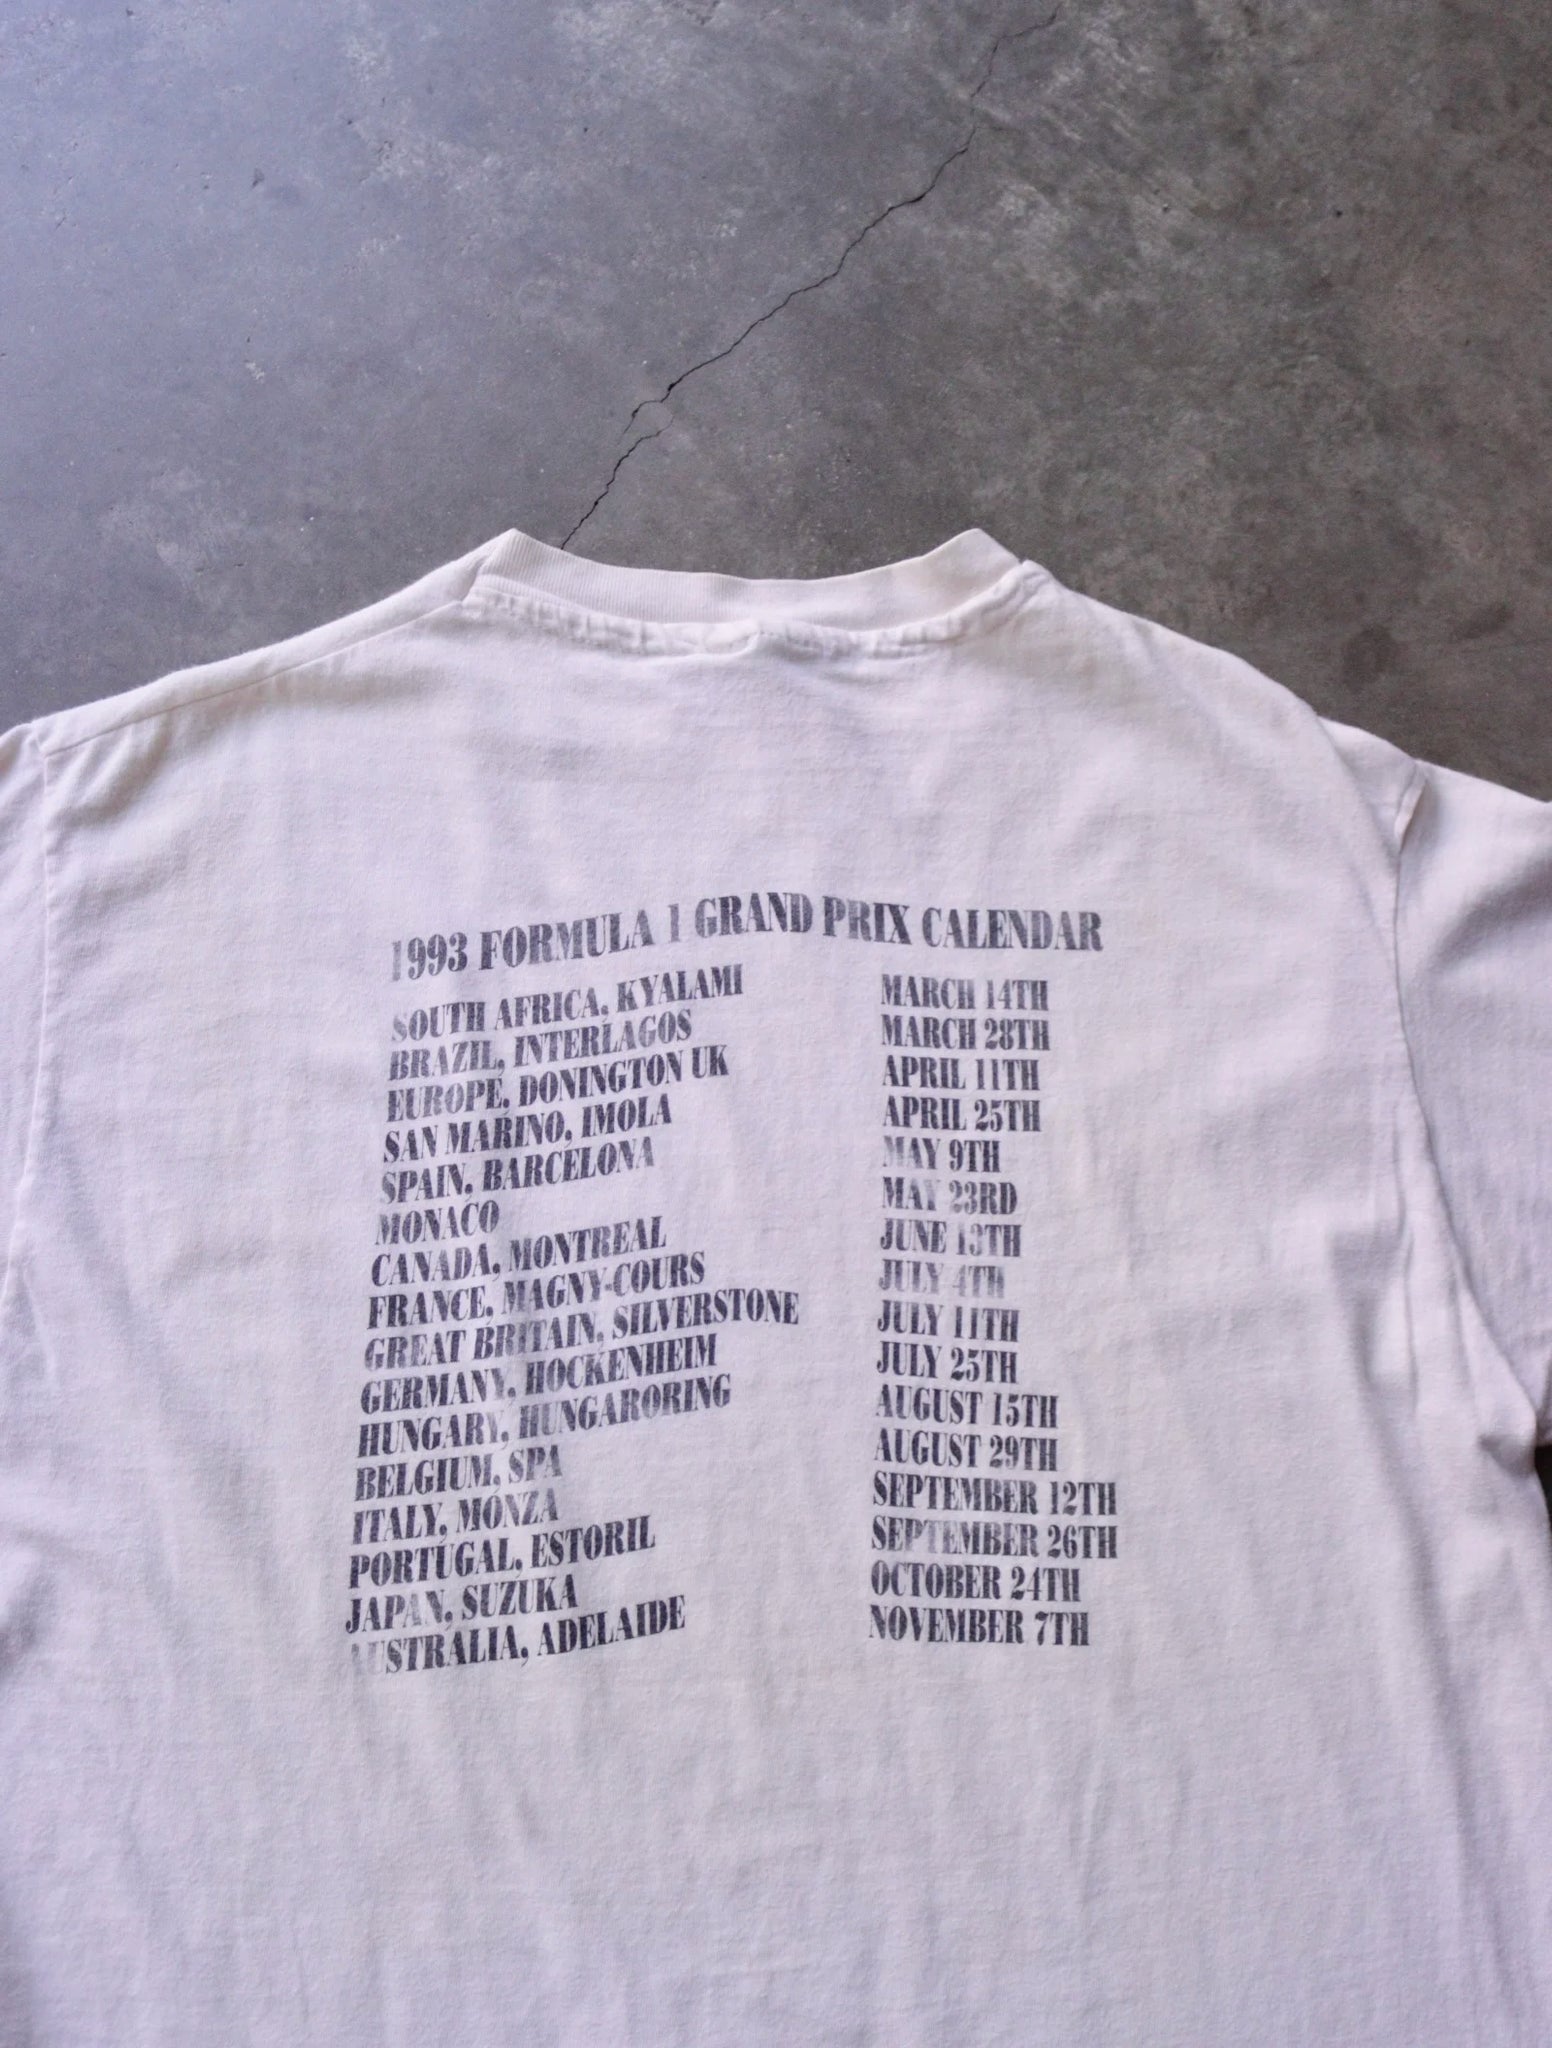 1993 FORMULA 1 GRAND PRIX CALENDAR
SOUTH AFRICA, KYALAMI MARCH 14TH
BRAZIL, INTERLAGOS MARCH 28TH
EUROPE, DONINGTON UK APRIL 11TH
SAN MARINO, IMOLA APRIL 25TH
SPAIN, BARCELONA MAY 9TH
MONACO MAY 23RD
CANADA, MONTREAL JUNE 13TH
FRANCE, MAGNY-COURS JULY 4TH
GREAT BRITAIN, SILVERSTONE JULY 11TH
GERMANY, HOCKENHEIM JULY 25TH
HUNGARY, HUNGARORING AUGUST 15TH
BELGIUM, SPA AUGUST 29TH
ITALY, MONZA SEPTEMBER 12TH
PORTUGAL, ESTORIL SEPTEMBER 26TH
JAPAN, SUZUKA OCTOBER 24TH
AUSTRALIA, ADELAIDE NOVEMBER 7TH